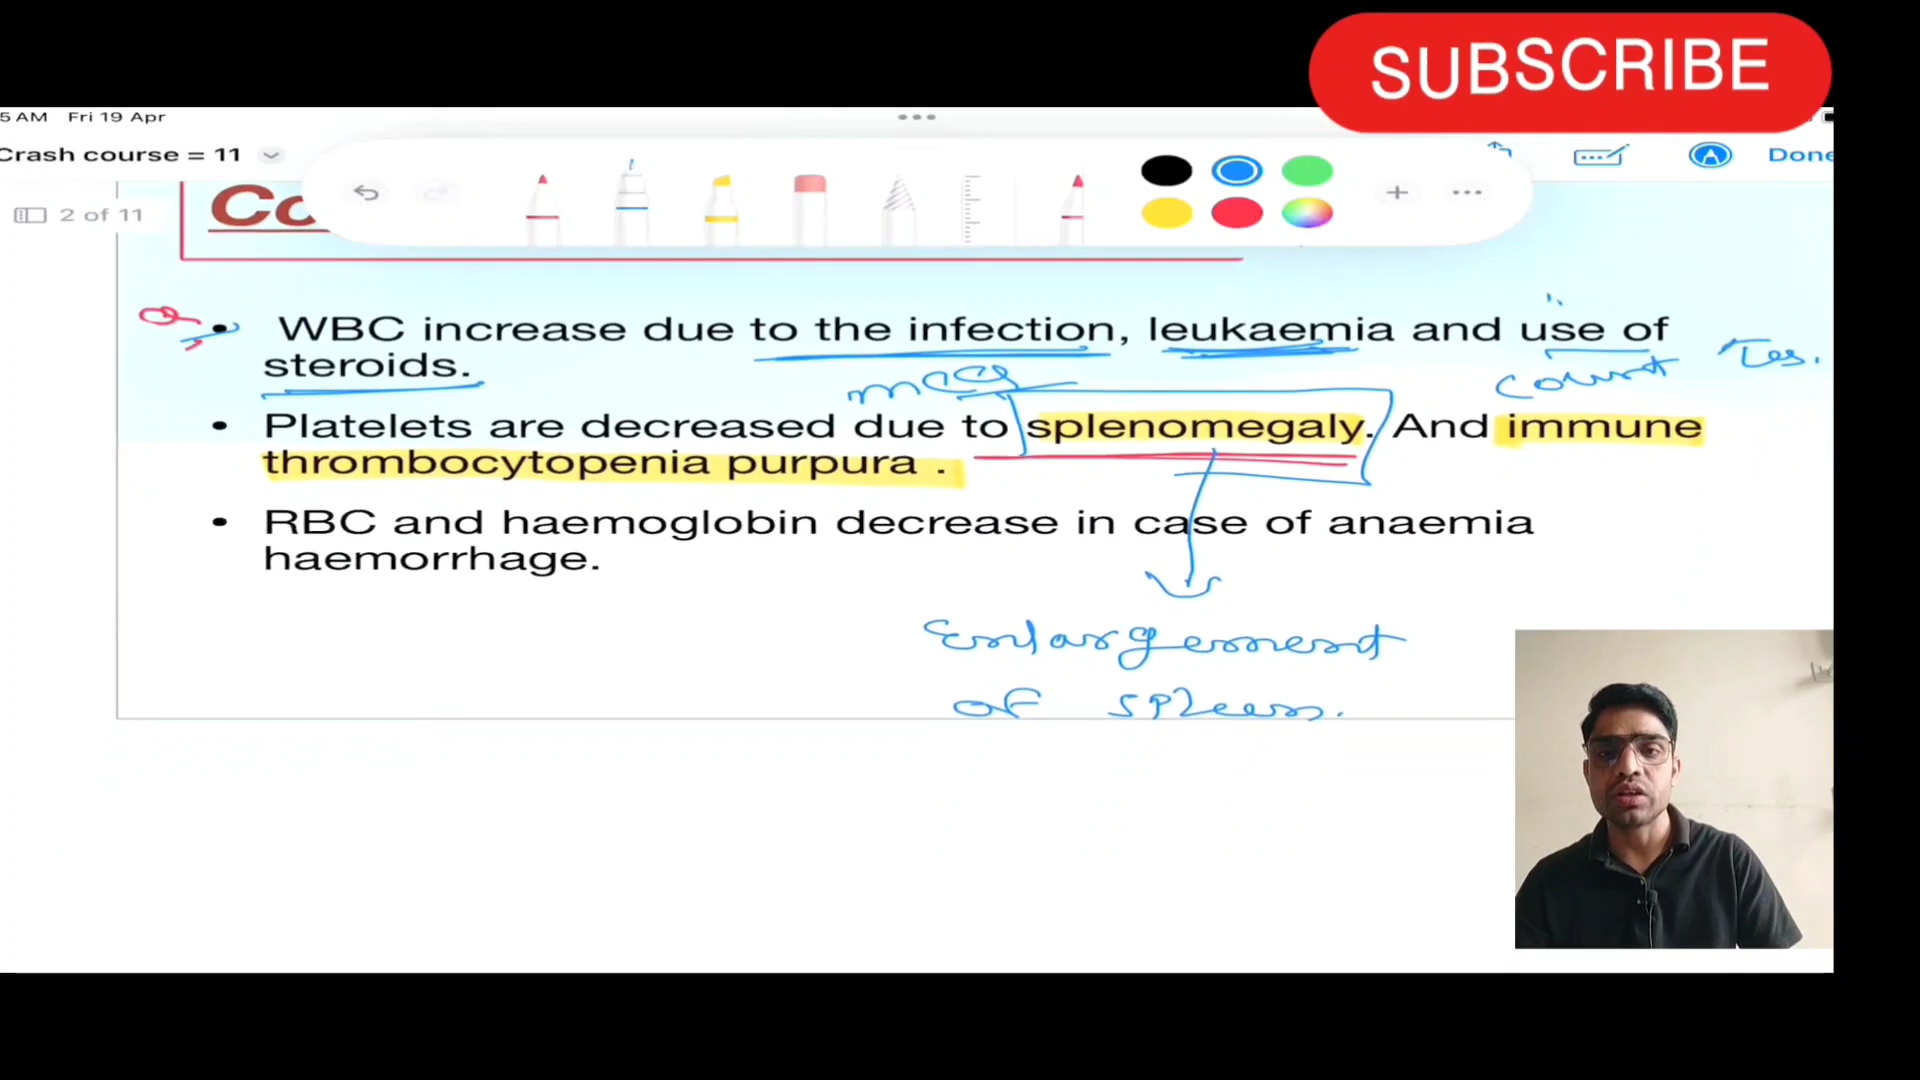 SUBSCRIBE
5 AM Fri 19 Apr
Crash course = 11
Done
2 of 11
Co
WBC increase due to the infection, leukaemia and use of
steroids.
count
Platelets are decreased due to splenomegaly. And immune
thrombocytopenia purpura .
RBC and haemoglobin decrease in case of anaemia
haemorrhage.
Enlargement
of spleen.